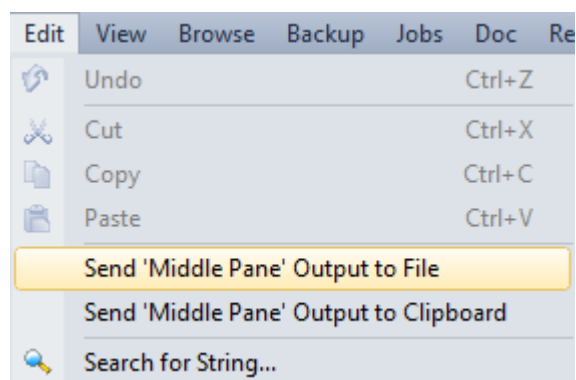 Edit View Browse Backup Jobs Doc Re
Undo Ctrl+Z
Cut Ctrl+X
Copy Ctrl+C
Paste Ctrl+V
Send 'Middle Pane' Output to File
Send 'Middle Pane' Output to Clipboard
Search for String...